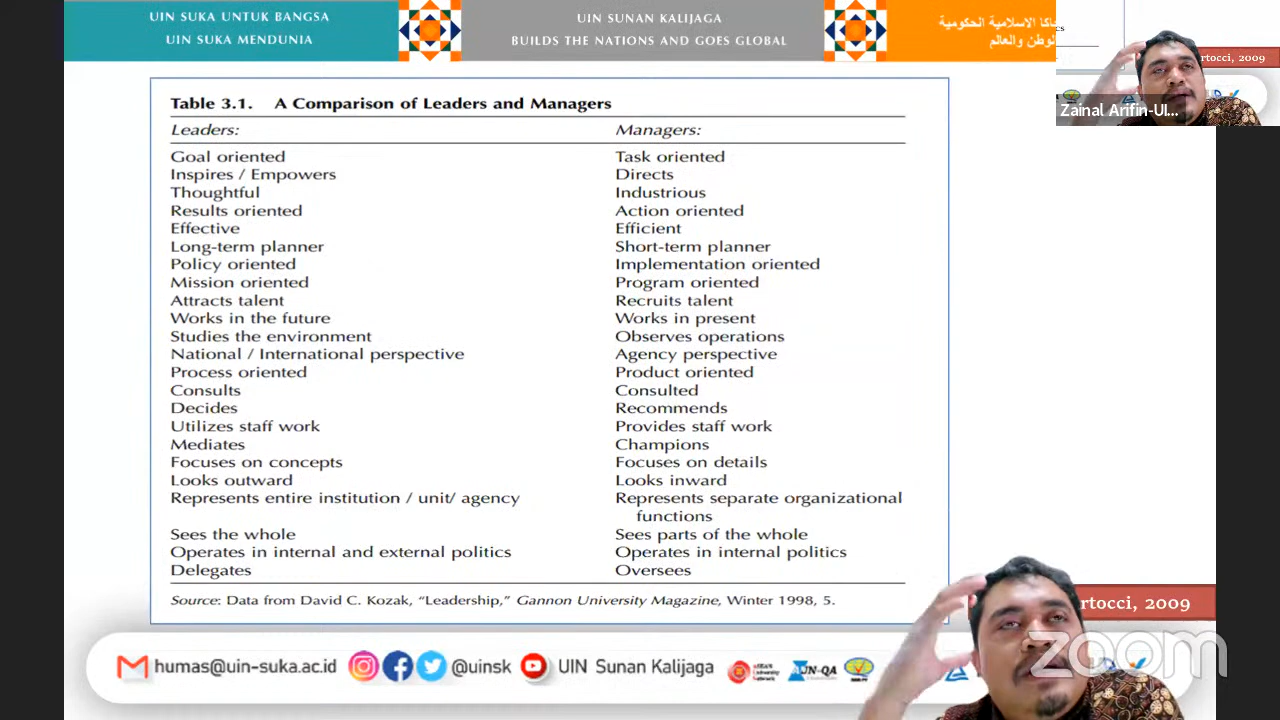 UIN SUKA UNTUK BANGSA
UIN SUKA MENDUNIA
UIN SUNAN KALIJAGA
BUILDS THE NATIONS AND GOES GLOBAL
الاسلامية الحكومية
للوطن والعالم
2009
Zainal Arifin-UI...
Table 3.1. A Comparison of Leaders and Managers
Leaders: Managers:
Goal oriented Task oriented
Inspires / Empowers Directs
Thoughtful Industrious
Results oriented Action oriented
Effective Efficient
Long-term planner Short-term planner
Policy oriented Implementation oriented
Mission oriented Program oriented
Attracts talent Recruits talent
Works in the future Works in present
Studies the environment Observes operations
National / International perspective Agency perspective
Process oriented Product oriented
Consults Consulted
Decides Recommends
Utilizes staff work Provides staff work
Mediates Champions
Focuses on concepts Focuses on details
Looks outward Looks inward
Represents entire institution / unit/ agency Represents separate organizational
functions
Sees the whole Sees parts of the whole
Operates in internal and external politics Operates in internal politics
Delegates Oversees
Source: Data from David C. Kozak, “Leadership,” Gannon University Magazine, Winter 1998, 5.
rtocci, 2009
zoom
humas@uin-suka.ac.id @uinsk UIN Sunan Kalijaga